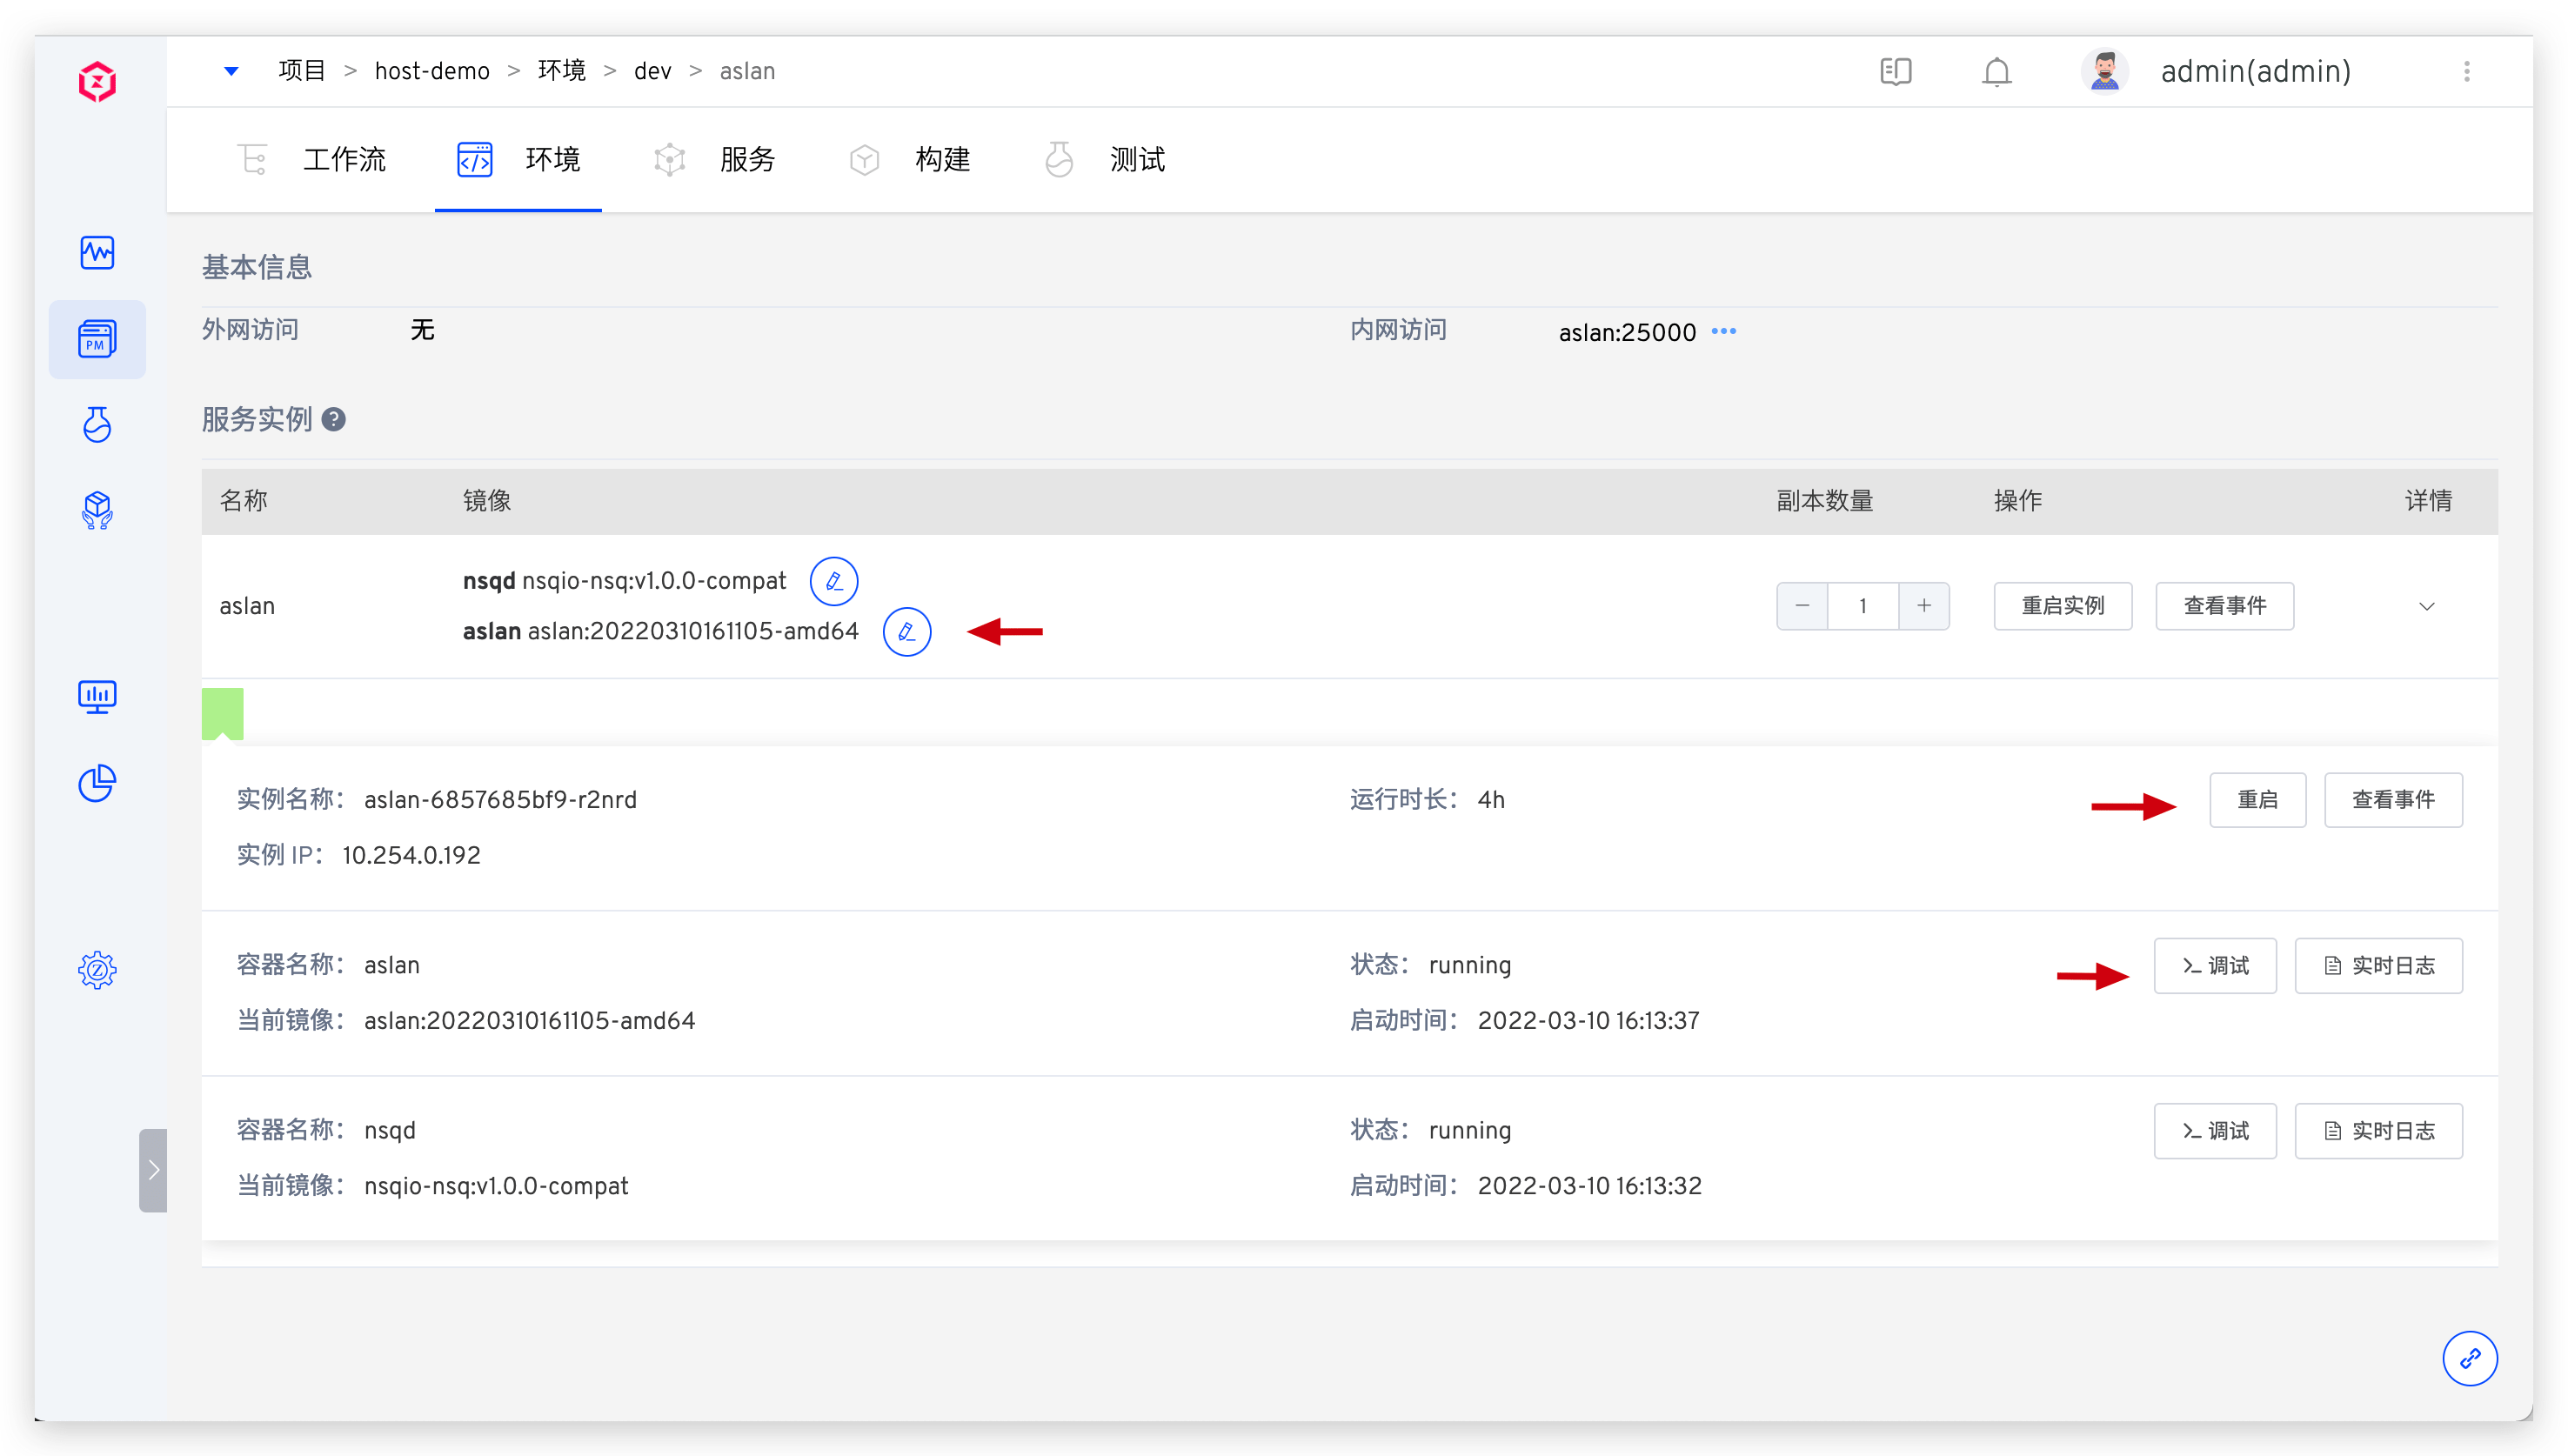 项目 > host-demo > 环境 > dev > aslan
admin(admin)
工作流 环境 服务 构建 测试
PM
基本信息
外网访问 无 内网访问 aslan:25000 •••
服务实例 ?
名称 镜像 副本数量 操作 详情
nsqd nsqio-nsq:v1.0.0-compat
aslan 1 重启实例 查看事件
aslan aslan:20220310161105-amd64
实例名称： aslan-6857685bf9-r2nrd 运行时长： 4h 重启 查看事件
实例 IP： 10.254.0.192
容器名称： aslan 状态： running >_ 调试 实时日志
当前镜像： aslan:20220310161105-amd64 启动时间： 2022-03-10 16:13:37
容器名称： nsqd 状态： running >_ 调试 实时日志
当前镜像： nsqio-nsq:v1.0.0-compat 启动时间： 2022-03-10 16:13:32